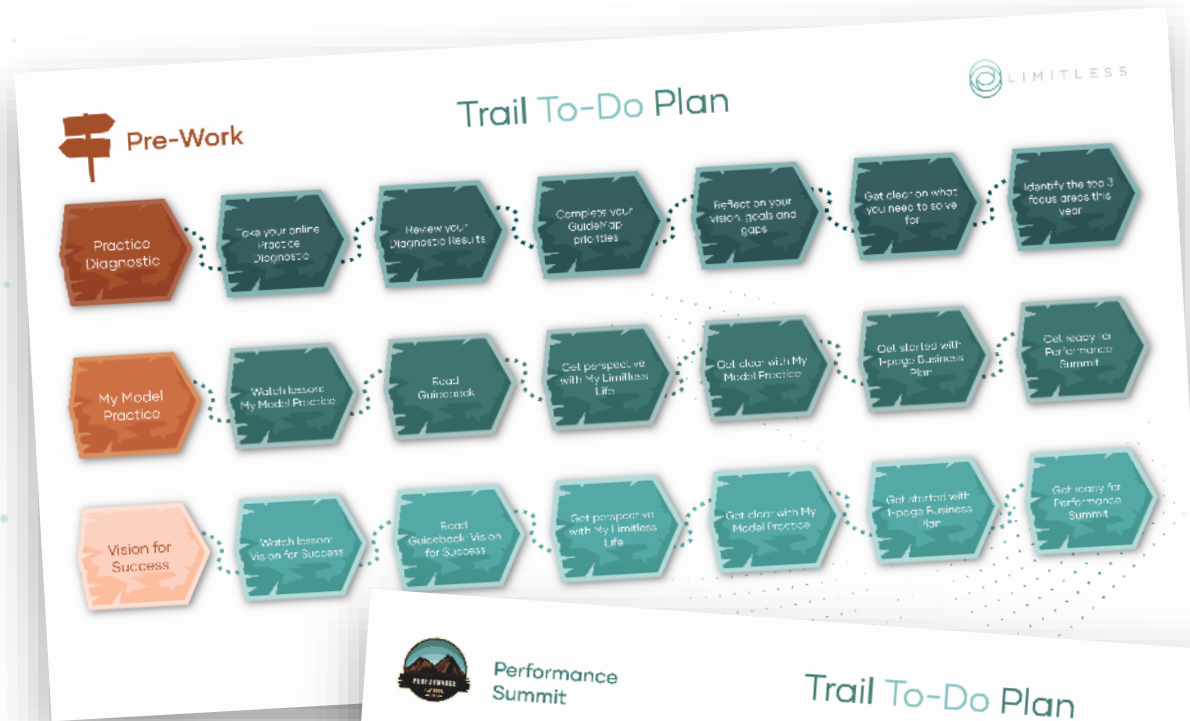 Trail To-Do Plan
LIMITLESS
Pre-Work
Practice
Diagnostic
Take your online
Practice
Diagnostic
Review your
Diagnostic Results
Complete your
GuideMap
priorities
Reflect on your
vision, goals and
gaps
Get clear on what
you need to solve
for
Identify the top 3
focus areas this
year
My Model
Practice
Watch lesson:
My Model Practice
Read
Guidebook
Get perspective
with My Limitless
Life
Get clear with My
Model Practice
Get started with
1-page Business
Plan
Get ready for
Performance
Summit
Vision for
Success
Watch lesson:
Vision for Success
Read
Guidebook: Vision
for Success
Get perspective
with My Limitless
Life
Get clear with My
Model Practice
Get started with
1-page Business
Plan
Get ready for
Performance
Summit
PERFORMANCE
Performance
Summit
Trail To-Do Plan